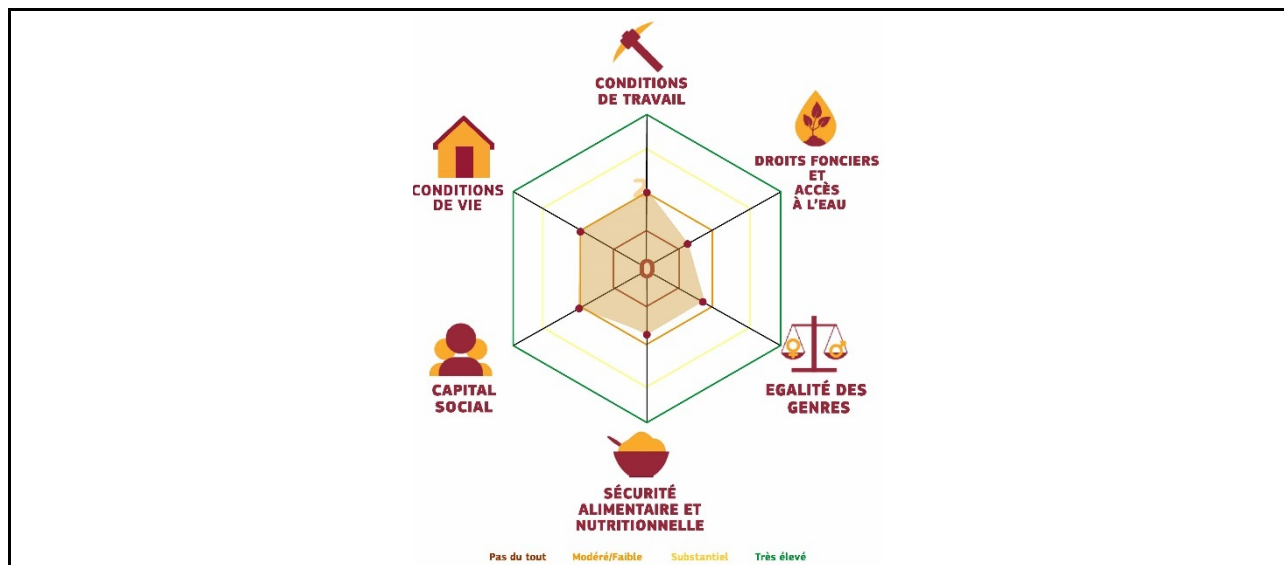 CONDITIONS
DE TRAVAIL
DROITS FONCIERS
ET
ACCÈS
À L'EAU
CONDITIONS
DE VIE
2
0
CAPITAL
SOCIAL
EGALITÉ DES
GENRES
SÉCURITÉ
ALIMENTAIRE ET
NUTRITIONNELLE
Pas du tout Modéré/Faible Substantiel Très élevé